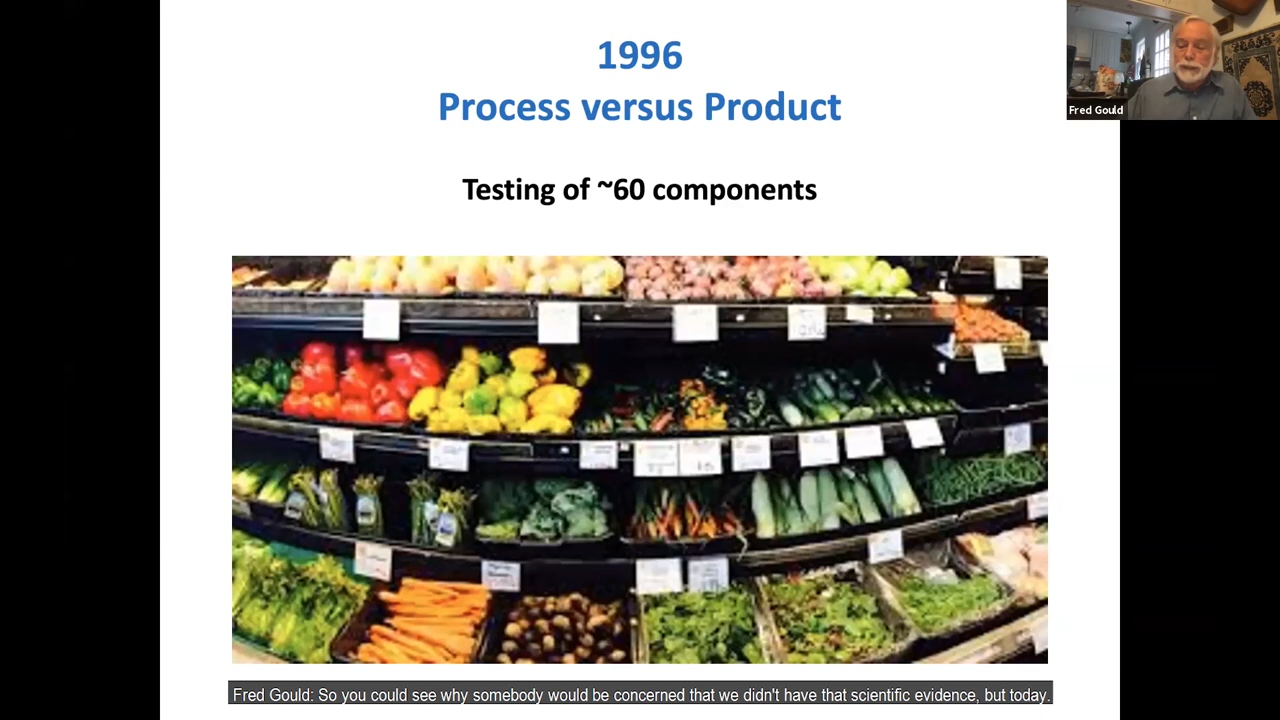 1996
Process versus Product
Testing of ~60 components
Fred Gould
Fred Gould: So you could see why somebody would be concerned that we didn't have that scientific evidence, but today.